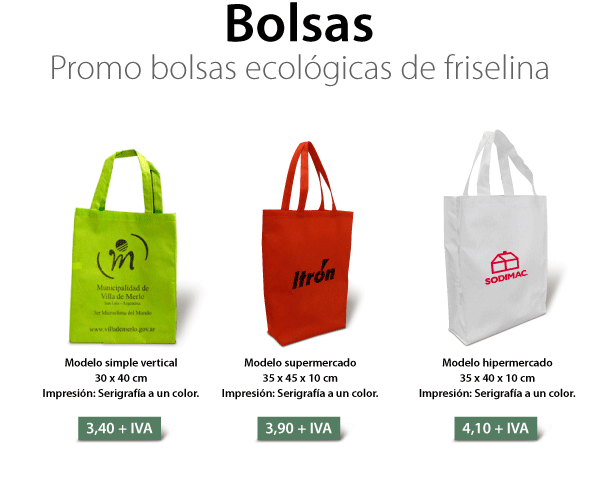 Bolsas
Promo bolsas ecológicas de friselina
m
Municipalidad de
Villa de Merlo
San Luis - Argentina
3er Microclima del Mundo
www.villademerlo.gov.ar
Itrón
SODIMAC
Modelo simple vertical
30 x 40 cm
Impresión: Serigrafía a un color.
3,40 + IVA
Modelo supermercado
35 x 45 x 10 cm
Impresión: Serigrafía a un color.
3,90 + IVA
Modelo hipermercado
35 x 40 x 10 cm
Impresión: Serigrafía a un color.
4,10 + IVA